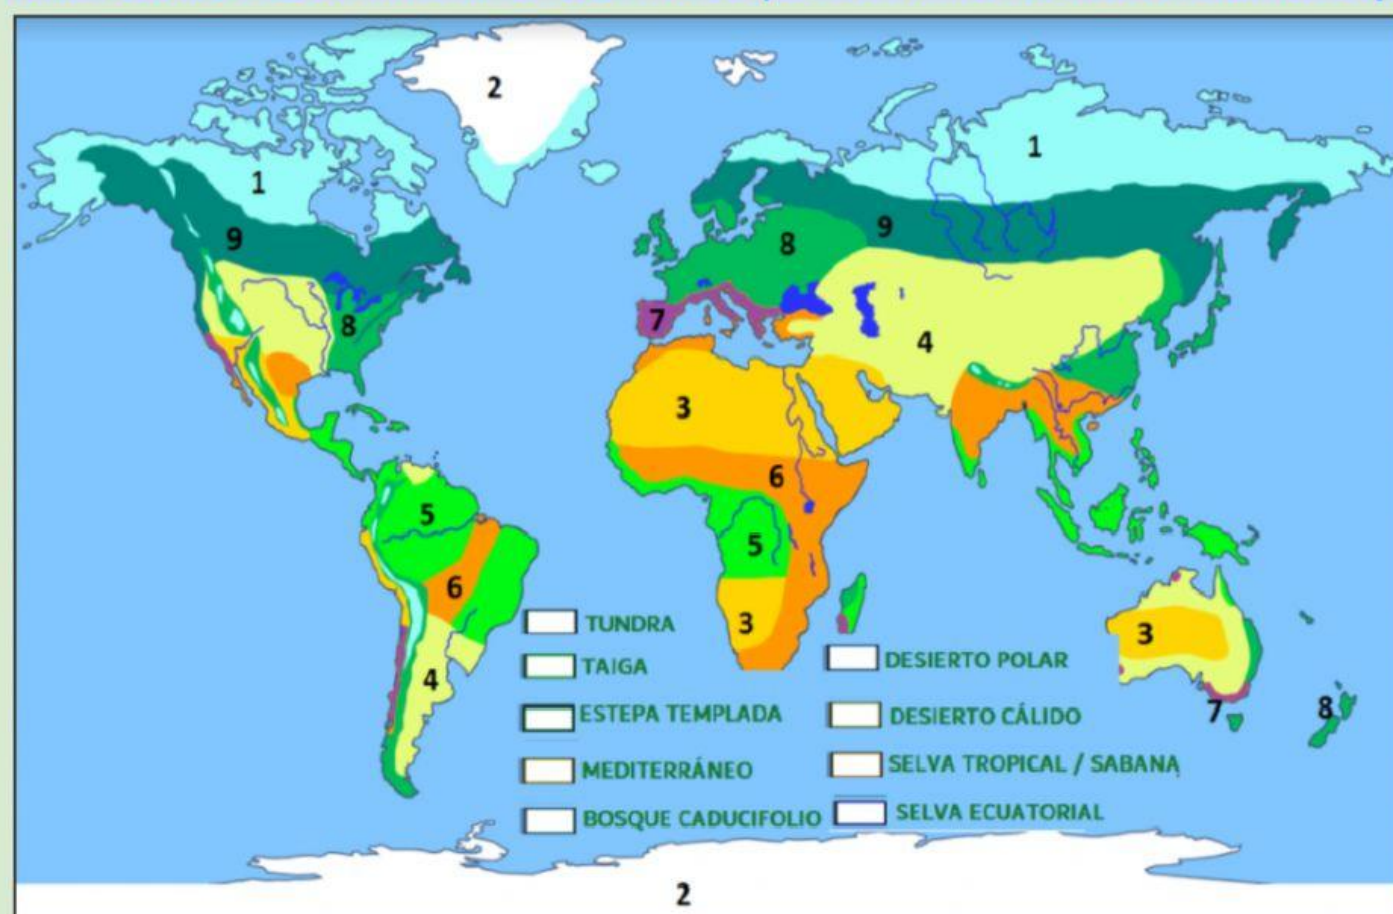 2
1
1
9
9
8
8
7
4
3
6
5
5
6
3
3
4
7
8
TUNDRA
TAIGA
ESTEPA TEMPLADA
MEDITERRÁNEO
BOSQUE CADUCIFOLIO
DESIERTO POLAR
DESIERTO CÁLIDO
SELVA TROPICAL / SABANA
SELVA ECUATORIAL
2